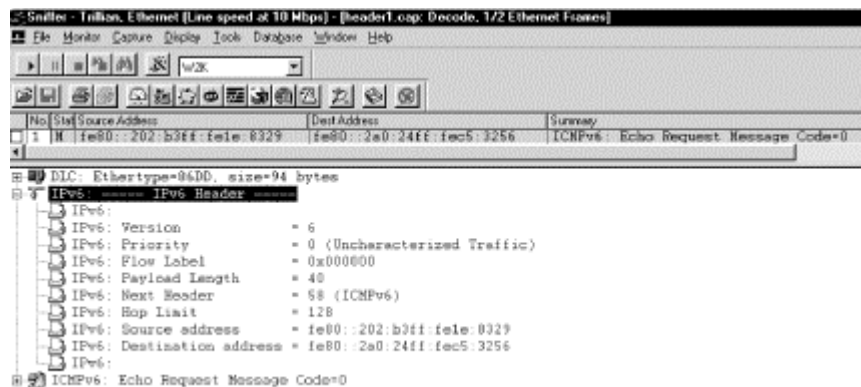 Sniffer - Trillian, Ethernet (Line speed at 10 Mbps) - [header1.cap: Decode, 1/2 Ethernet Frames]
File Monitor Capture Display Tools Database Window Help
W2K
No. Stat Source Address Dest Address Summary
1 M fe80::202:b3ff:fe1e:8329 fe80::2a0:24ff:fec5:3256 ICMPv6: Echo Request Message Code=0
DLC: Ethertype=86DD, size=94 bytes
IPv6: ----- IPv6 Header -----
IPv6:
IPv6: Version = 6
IPv6: Priority = 0 (Uncharacterized Traffic)
IPv6: Flow Label = 0x000000
IPv6: Payload Length = 40
IPv6: Next Header = 58 (ICMPv6)
IPv6: Hop Limit = 128
IPv6: Source address = fe80::202:b3ff:fe1e:8329
IPv6: Destination address = fe80::2a0:24ff:fec5:3256
IPv6:
ICMPv6: Echo Request Message Code=0